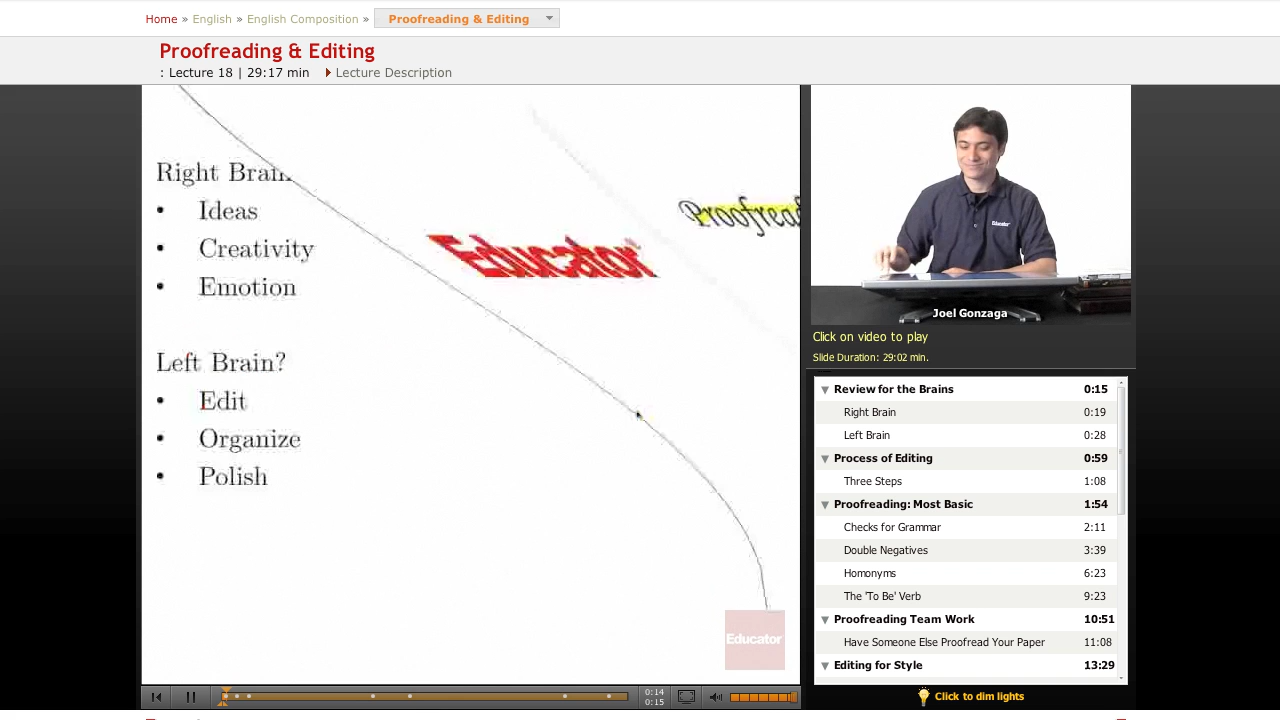 Home » English » English Composition » Proofreading & Editing
Proofreading & Editing
: Lecture 18 | 29:17 min Lecture Description
Right Brain
• Ideas
• Creativity
• Emotion
Left Brain?
• Edit
• Organize
• Polish
Educator
Proofread
Educator
0:14
0:15
Educator
Joel Gonzaga
Click on video to play
Slide Duration: 29:02 min.
Review for the Brains 0:15
Right Brain 0:19
Left Brain 0:28
Process of Editing 0:59
Three Steps 1:08
Proofreading: Most Basic 1:54
Checks for Grammar 2:11
Double Negatives 3:39
Homonyms 6:23
The 'To Be' Verb 9:23
Proofreading Team Work 10:51
Have Someone Else Proofread Your Paper 11:08
Editing for Style 13:29
Click to dim lights